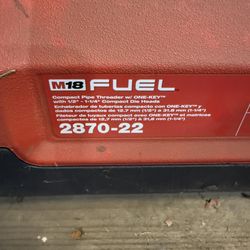 M18 FUEL
Compact Pipe Threader w/ ONE-KEY™
with 1/2" - 1-1/4" Compact Die Heads
Enchebrador de tuberías compacto con ONE-KEY™ y
dados compactos de 12,7 mm (1/2") a 31,8 mm (1-1/4")
Fileteur de tuyaux compact avec ONE-KEY™ et matrices
compactes de 12,7 mm (1/2") à 31,8 mm (1-1/4")
2870-22